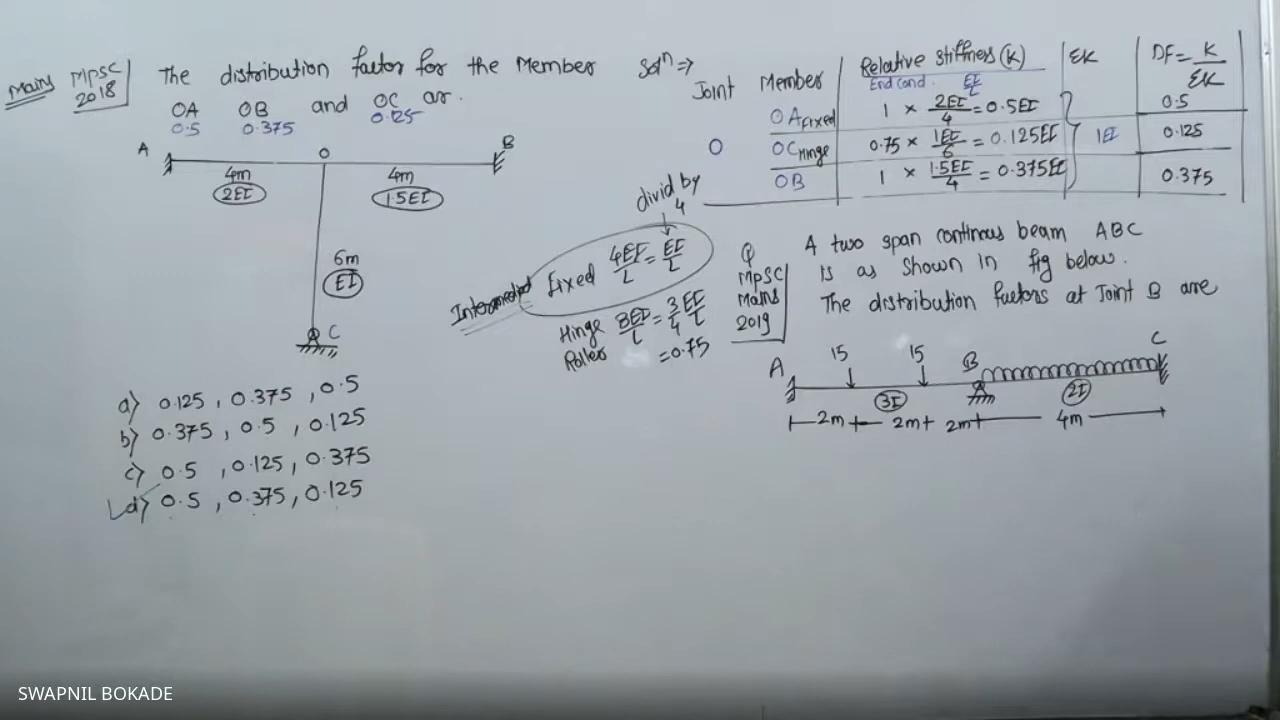 Mains MPSC 2018
The distribution factor for the Member
OA OB and OC ar.
0.5 0.375 0.125
A O B
4m 4m
2EI 1.5EI
6m
EI
C
a) 0.125, 0.375, 0.5
b) 0.375, 0.5, 0.125
c) 0.5, 0.125, 0.375
d) 0.5, 0.375, 0.125
Solⁿ ⇒
Joint Member Relative stiffness (K) ΣK DF = K/ΣK
End cond. EI/L
OA Fixed 1 × 2EI/4 = 0.5EI 0.5
O OC Hinge 0.75 × 1EI/6 = 0.125EI 1EI 0.125
OB 1 × 1.5EI/4 = 0.375EI 0.375
divid by 4
fixed 4EI/L = EI/L
Hinge 3EI/L = 3/4 EI/L
Roller = 0.75
Q MPSC Mains 2019
A two span continous beam ABC
is as shown in fig below.
The distribution factors at Joint B are
A 15 15 B C
3I 2I
2m 2m 2m 4m
SWAPNIL BOKADE